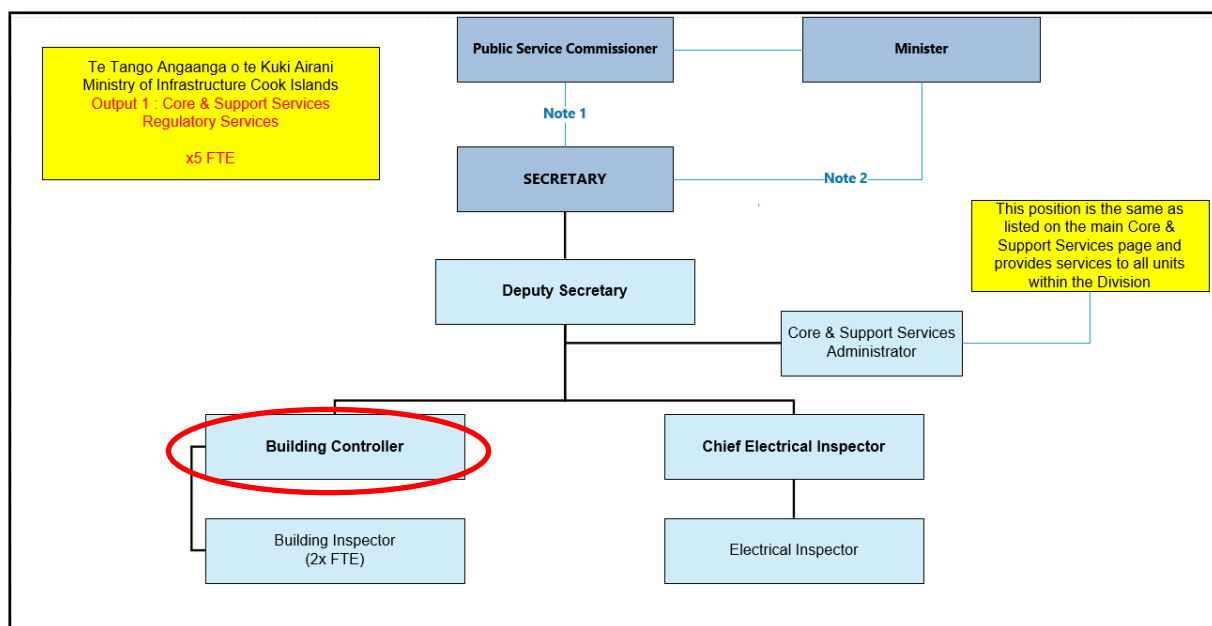 Te Tango Angaanga o te Kuki Airani
Ministry of Infrastructure Cook Islands
Output 1 : Core & Support Services
Regulatory Services
x5 FTE
Public Service Commissioner
Minister
Note 1
SECRETARY
Note 2
This position is the same as
listed on the main Core &
Support Services page and
provides services to all units
within the Division
Deputy Secretary
Core & Support Services
Administrator
Building Controller
Chief Electrical Inspector
Building Inspector
(2x FTE)
Electrical Inspector